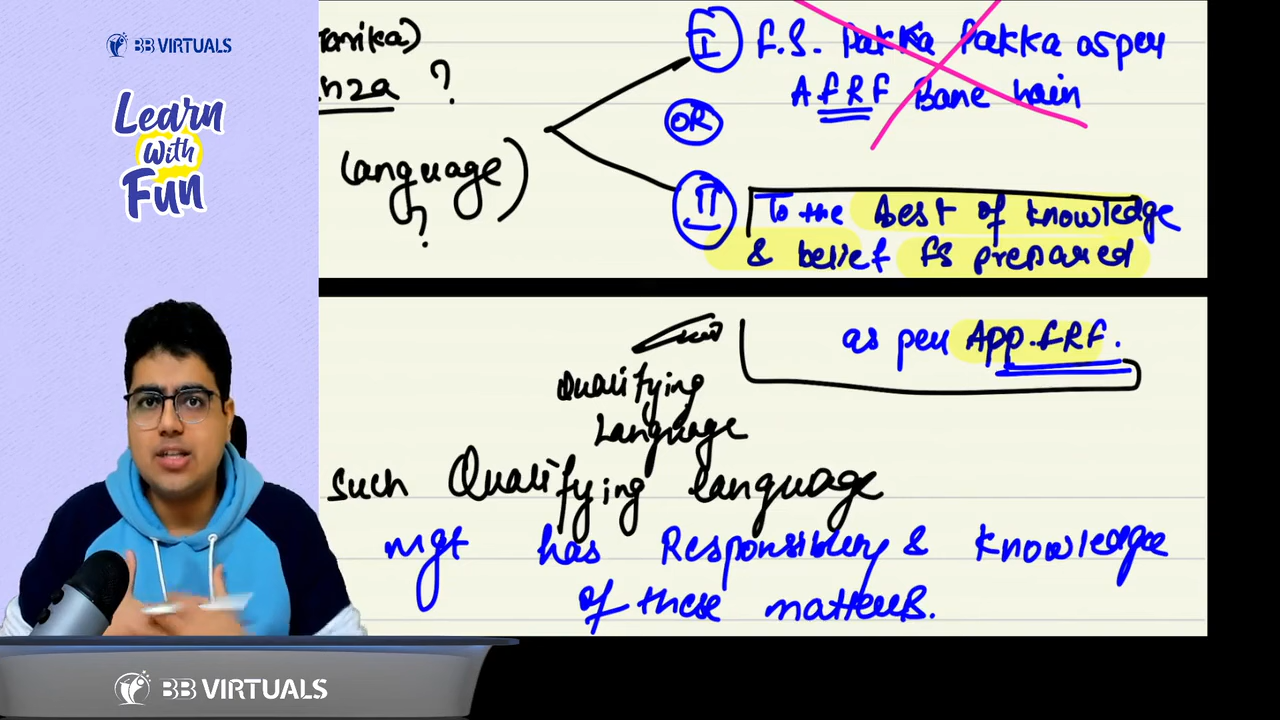 BB VIRTUALS
Learn
With
Fun
?
Language)
?
I F.S. Pakka Pakka as per
AFRF Bane hain
OR
II To the best of knowledge
& belief FS prepared
as per App. FRF.
Qualifying
Language
such Qualifying language
mgt has Responsibility & Knowledge
of these matters.
BB VIRTUALS